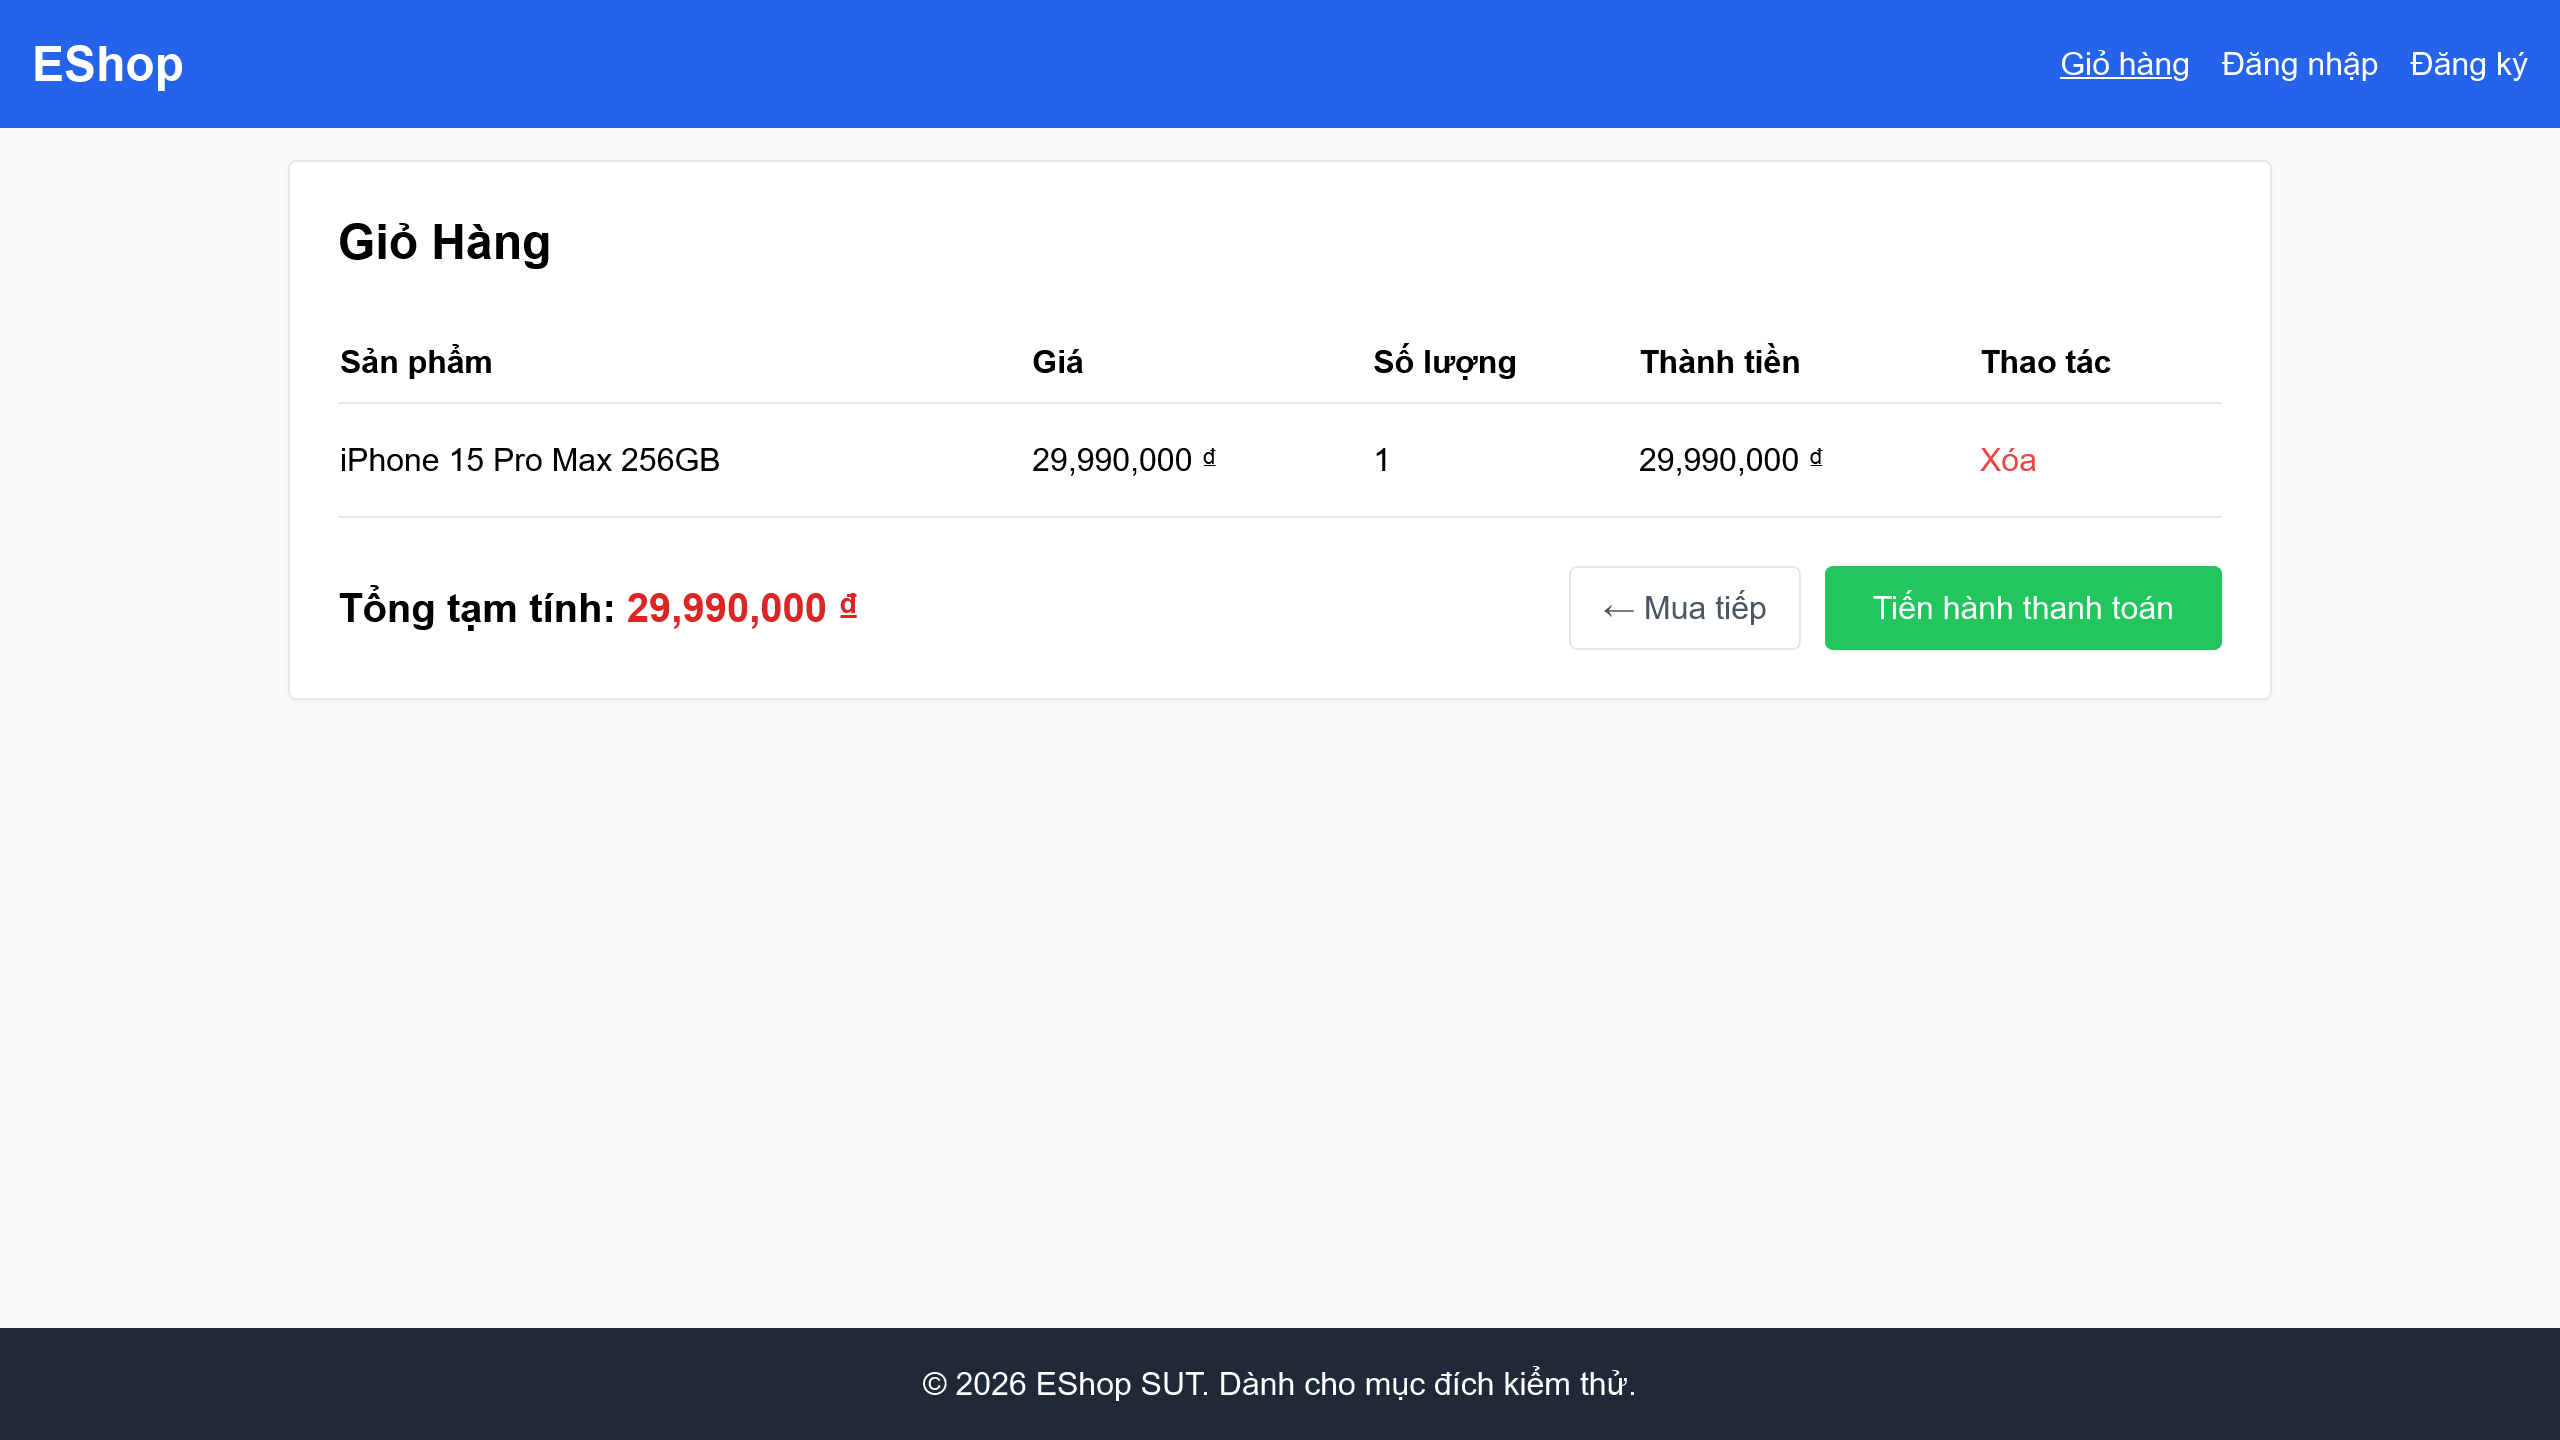 EShop
Giỏ hàng Đăng nhập Đăng ký
Giỏ Hàng
Sản phẩm Giá Số lượng Thành tiền Thao tác
iPhone 15 Pro Max 256GB 29,990,000 ₫ 1 29,990,000 ₫ Xóa
Tổng tạm tính: 29,990,000 ₫ ← Mua tiếp Tiến hành thanh toán
© 2026 EShop SUT. Dành cho mục đích kiểm thử.